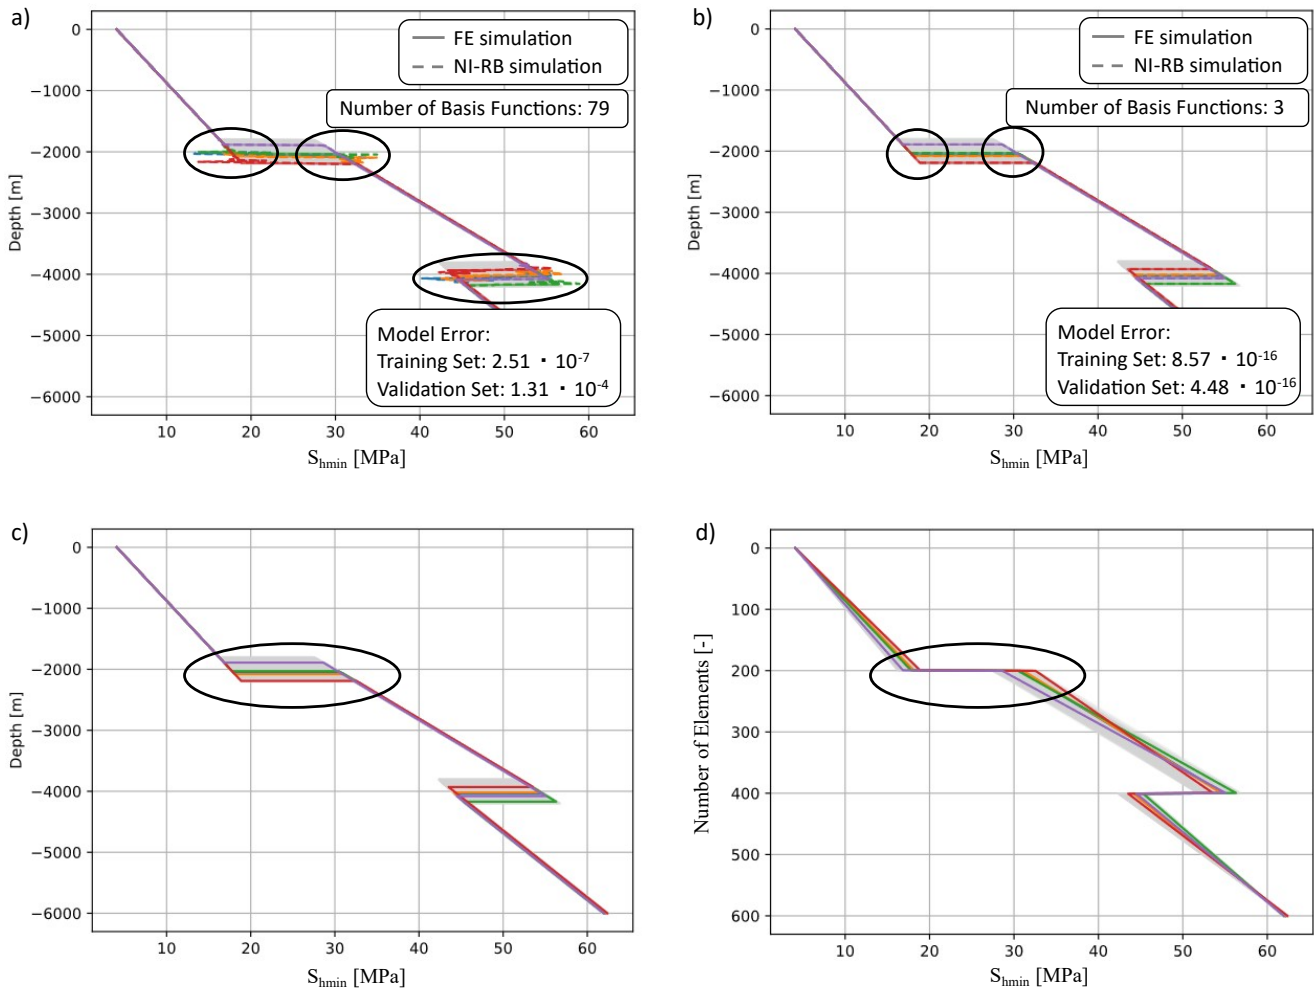 a)
FE simulation
NI-RB simulation
Number of Basis Functions: 79
0
−1000
−2000
−3000
−4000
−5000
−6000
Depth [m]
Model Error:
Training Set: 2.51 · 10-7
Validation Set: 1.31 · 10-4
10 20 30 40 50 60
Shmin [MPa]
b)
FE simulation
NI-RB simulation
Number of Basis Functions: 3
0
−1000
−2000
−3000
−4000
−5000
−6000
Depth [m]
Model Error:
Training Set: 8.57 · 10-16
Validation Set: 4.48 · 10-16
10 20 30 40 50 60
Shmin [MPa]
c)
0
−1000
−2000
−3000
−4000
−5000
−6000
Depth [m]
10 20 30 40 50 60
Shmin [MPa]
d)
0
100
200
300
400
500
600
Number of Elements [-]
10 20 30 40 50 60
Shmin [MPa]